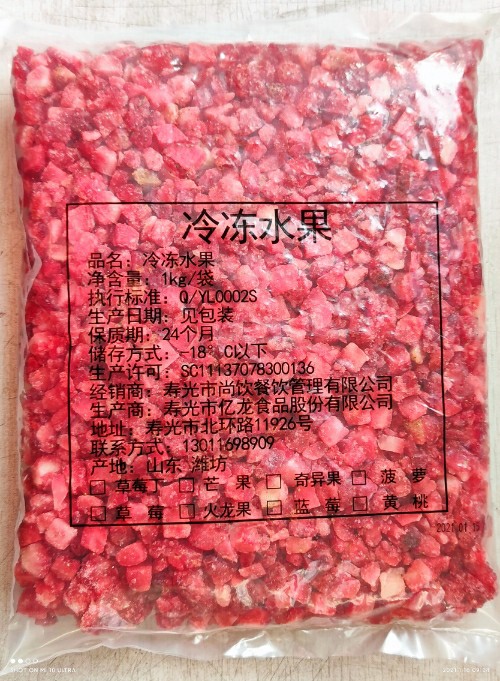 冷冻水果
品名：冷冻水果
净含量：1kg/袋
执行标准：Q/YL0002S
生产日期：见包装
保质期：24个月
储存方式：-18°C以下
生产许可：SC11137078300136
经销商：寿光市尚饮餐饮管理有限公司
生产商：寿光市亿龙食品股份有限公司
地址：寿光市北环路11926号
联系方式：13011698909
产地：山东 潍坊
□ 草莓丁 □ 芒 果 □ 奇异果 □ 菠 萝
□ 草 莓 □ 火龙果 □ 蓝 莓 □ 黄 桃
2021.01.15